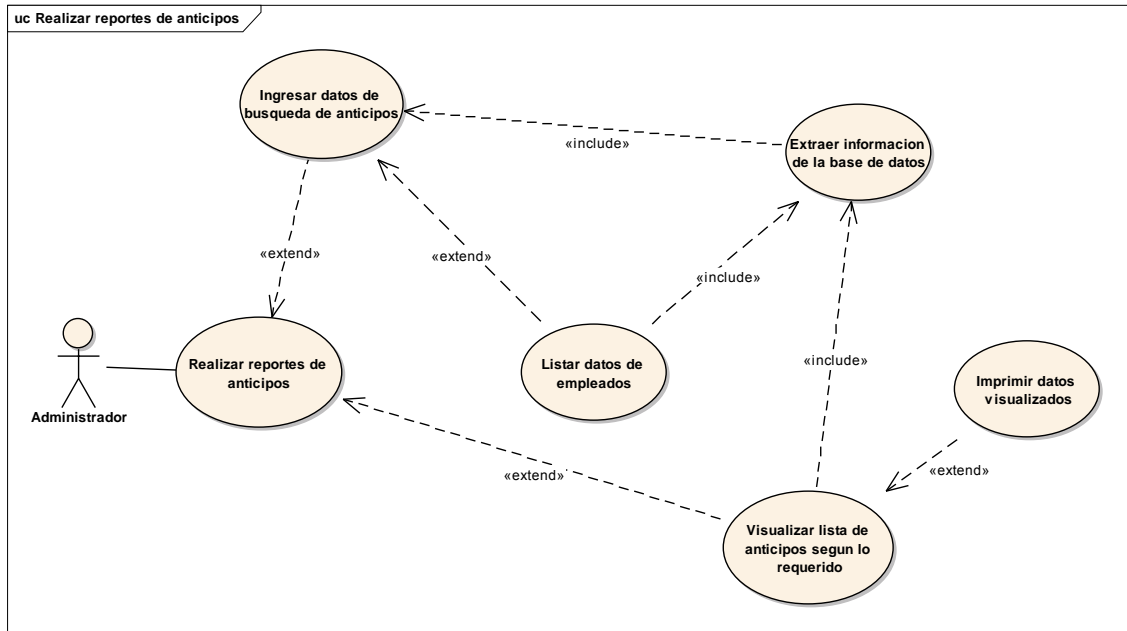 uc Realizar reportes de anticipos
Ingresar datos de
busqueda de anticipos
Extraer informacion
de la base de datos
«include»
«extend»
«extend»
«include»
Realizar reportes de
anticipos
Administrador
Listar datos de
empleados
«include»
Imprimir datos
visualizados
«extend»
«extend»
Visualizar lista de
anticipos segun lo
requerido